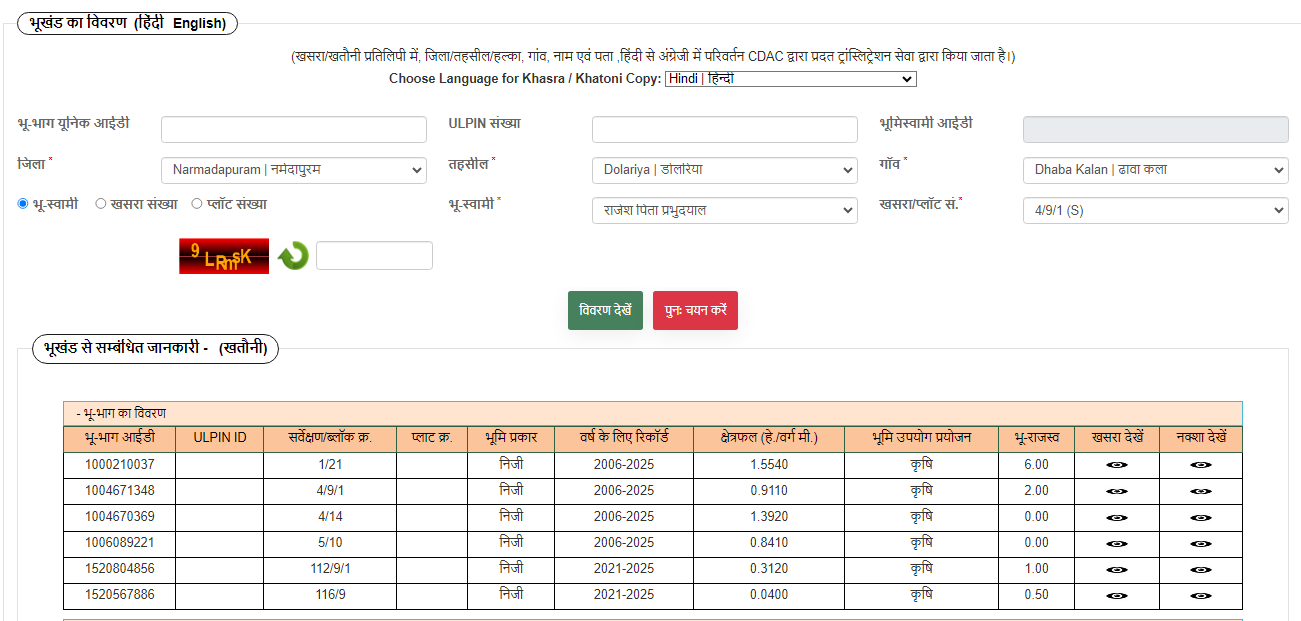 भूखंड का विवरण (हिंदी English)
(खसरा/खतौनी प्रतिलिपी में, जिला/तहसील/हल्का, गांव, नाम एवं पता ,हिंदी से अंग्रेजी में परिवर्तन CDAC द्वारा प्रदत ट्रांस्लिट्रेशन सेवा द्वारा किया जाता है।)
Choose Language for Khasra / Khatoni Copy: Hindi | हिन्दी
भू-भाग यूनिक आईडी ULPIN संख्या भूमिस्वामी आईडी
जिला * Narmadapuram | नर्मदापुरम तहसील * Dolariya | डोलरिया गाँव * Dhaba Kalan | ढावा कला
भू-स्वामी खसरा संख्या प्लॉट संख्या भू-स्वामी * राजेश पिता प्रभुदयाल खसरा/प्लॉट सं.* 4/9/1 (S)
9LRmsK
विवरण देखें पुनः चयन करें
भूखंड से सम्बंधित जानकारी - (खतौनी)
- भू-भाग का विवरण
भू-भाग आईडी ULPIN ID सर्वेक्षण/ब्लॉक क्र. प्लाट क्र. भूमि प्रकार वर्ष के लिए रिकॉर्ड क्षेत्रफल (हे./वर्ग मी.) भूमि उपयोग प्रयोजन भू-राजस्व खसरा देखें नक्शा देखें
1000210037 1/21 निजी 2006-2025 1.5540 कृषि 6.00
1004671348 4/9/1 निजी 2006-2025 0.9110 कृषि 2.00
1004670369 4/14 निजी 2006-2025 1.3920 कृषि 0.00
1006089221 5/10 निजी 2006-2025 0.8410 कृषि 0.00
1520804856 112/9/1 निजी 2021-2025 0.3120 कृषि 1.00
1520567886 116/9 निजी 2021-2025 0.0400 कृषि 0.50